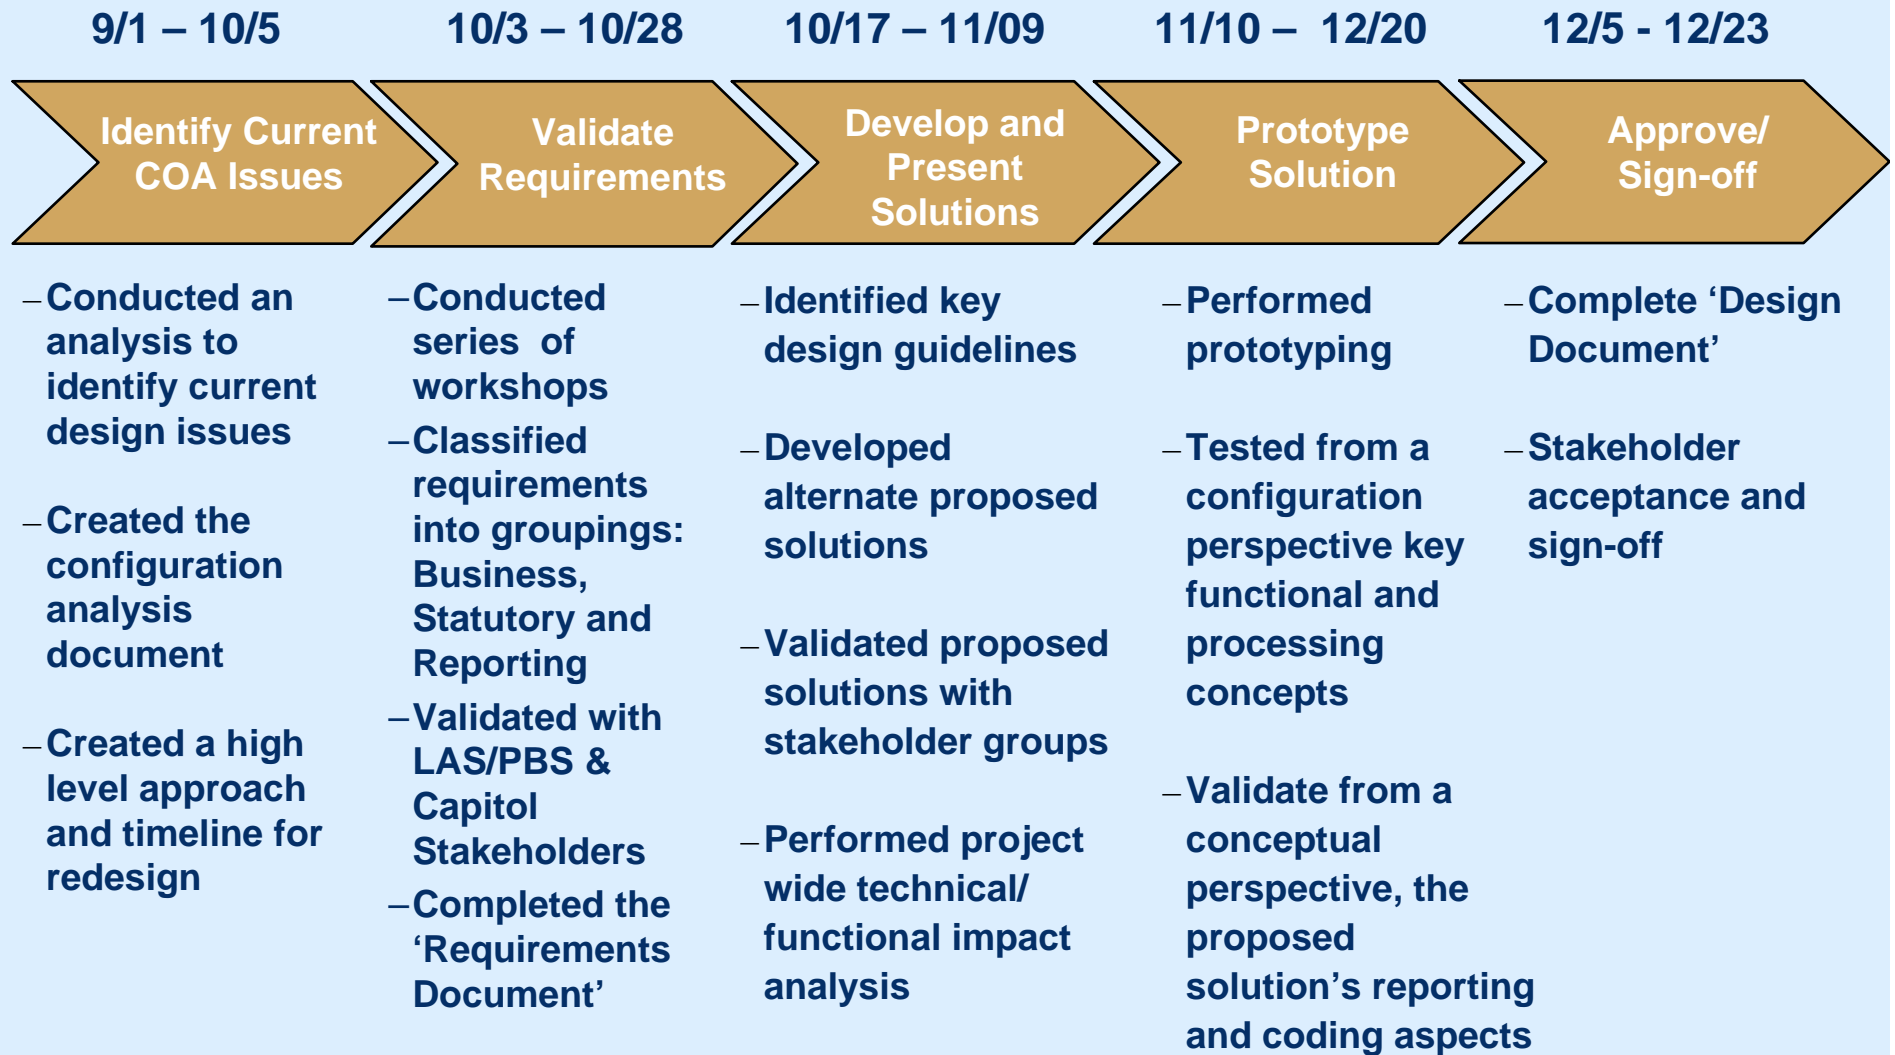 9/1 – 10/5
10/3 – 10/28
10/17 – 11/09
11/10 – 12/20
12/5 - 12/23
Identify Current
COA Issues
Validate
Requirements
Develop and
Present
Solutions
Prototype
Solution
Approve/
Sign-off
–Conducted an
analysis to
identify current
design issues
–Created the
configuration
analysis
document
–Created a high
level approach
and timeline for
redesign
–Conducted
series of
workshops
–Classified
requirements
into groupings:
Business,
Statutory and
Reporting
–Validated with
LAS/PBS &
Capitol
Stakeholders
–Completed the
‘Requirements
Document’
–Identified key
design guidelines
–Developed
alternate proposed
solutions
–Validated proposed
solutions with
stakeholder groups
–Performed project
wide technical/
functional impact
analysis
–Performed
prototyping
–Tested from a
configuration
perspective key
functional and
processing
concepts
–Validate from a
conceptual
perspective, the
proposed
solution’s reporting
and coding aspects
–Complete ‘Design
Document’
–Stakeholder
acceptance and
sign-off